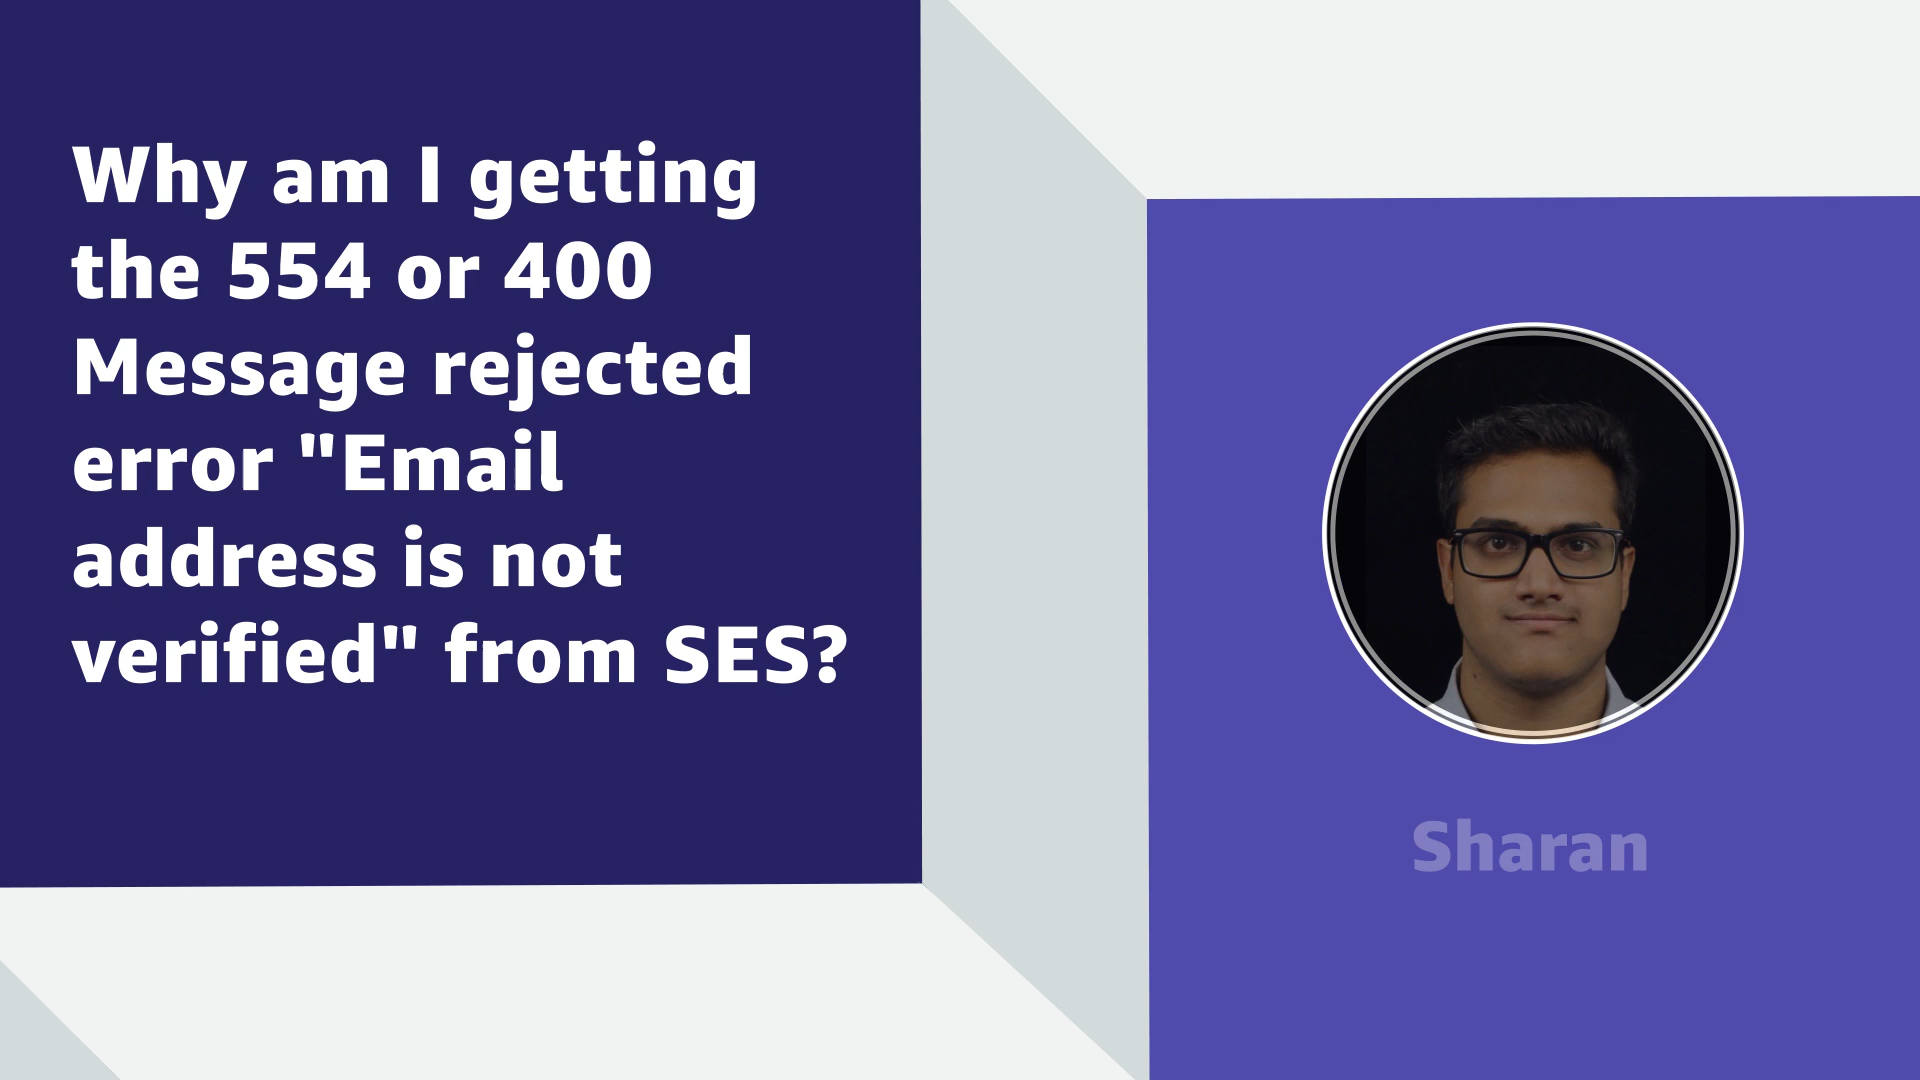 Why am I getting
the 554 or 400
Message rejected
error "Email
address is not
verified" from SES?
Sharan